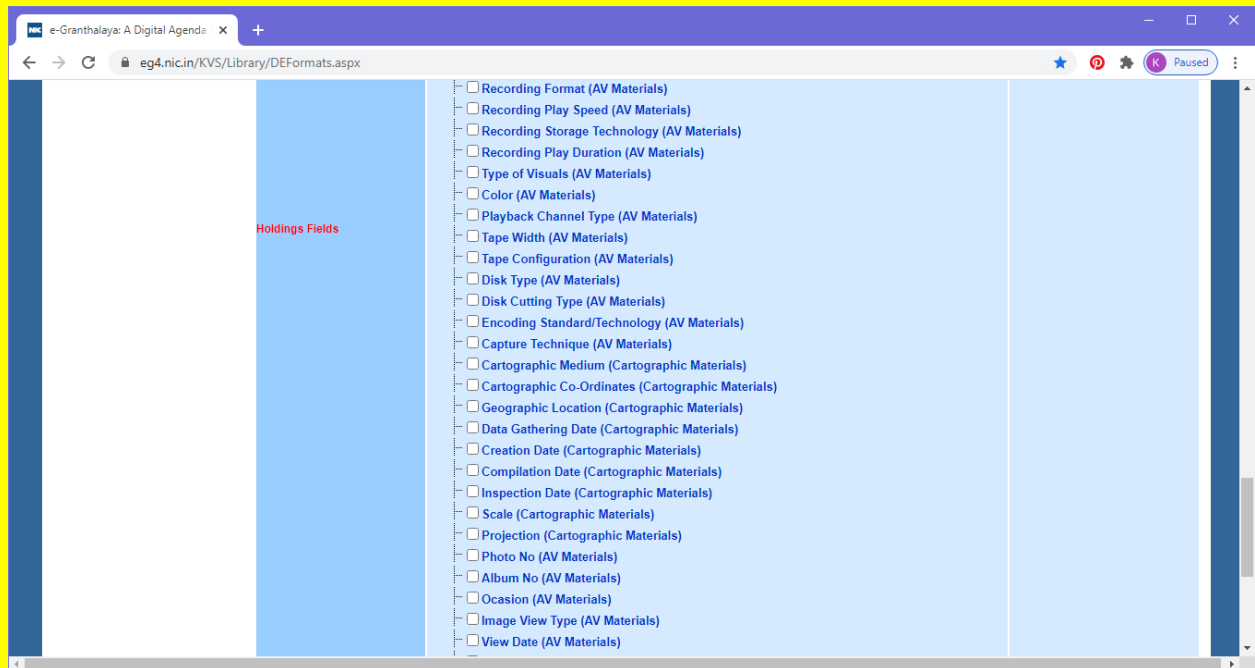 NIC e-Granthalaya: A Digital Agenda
eg4.nic.in/KVS/Library/DEFormats.aspx
K Paused
Recording Format (AV Materials)
Recording Play Speed (AV Materials)
Recording Storage Technology (AV Materials)
Recording Play Duration (AV Materials)
Type of Visuals (AV Materials)
Color (AV Materials)
Playback Channel Type (AV Materials)
Holdings Fields
Tape Width (AV Materials)
Tape Configuration (AV Materials)
Disk Type (AV Materials)
Disk Cutting Type (AV Materials)
Encoding Standard/Technology (AV Materials)
Capture Technique (AV Materials)
Cartographic Medium (Cartographic Materials)
Cartographic Co-Ordinates (Cartographic Materials)
Geographic Location (Cartographic Materials)
Data Gathering Date (Cartographic Materials)
Creation Date (Cartographic Materials)
Compilation Date (Cartographic Materials)
Inspection Date (Cartographic Materials)
Scale (Cartographic Materials)
Projection (Cartographic Materials)
Photo No (AV Materials)
Album No (AV Materials)
Ocasion (AV Materials)
Image View Type (AV Materials)
View Date (AV Materials)